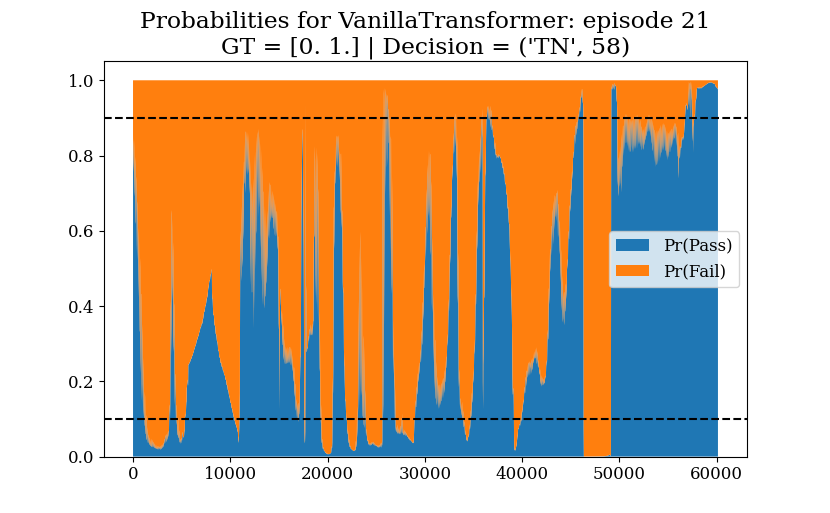 Probabilities for VanillaTransformer: episode 21
GT = [0. 1.] | Decision = ('TN', 58)
1.0
0.8
0.6
0.4
0.2
0.0
Pr(Pass)
Pr(Fail)
0 10000 20000 30000 40000 50000 60000